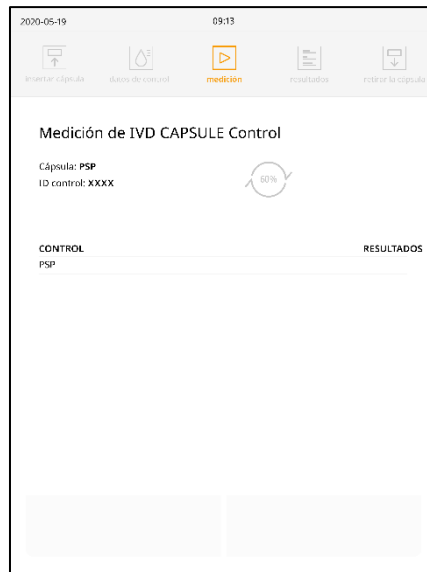 2020-05-19 09:13
insertar cápsula datos de control medición resultados retirar la cápsula
Medición de IVD CAPSULE Control
Cápsula: PSP
ID control: XXXX
60%
CONTROL RESULTADOS
PSP